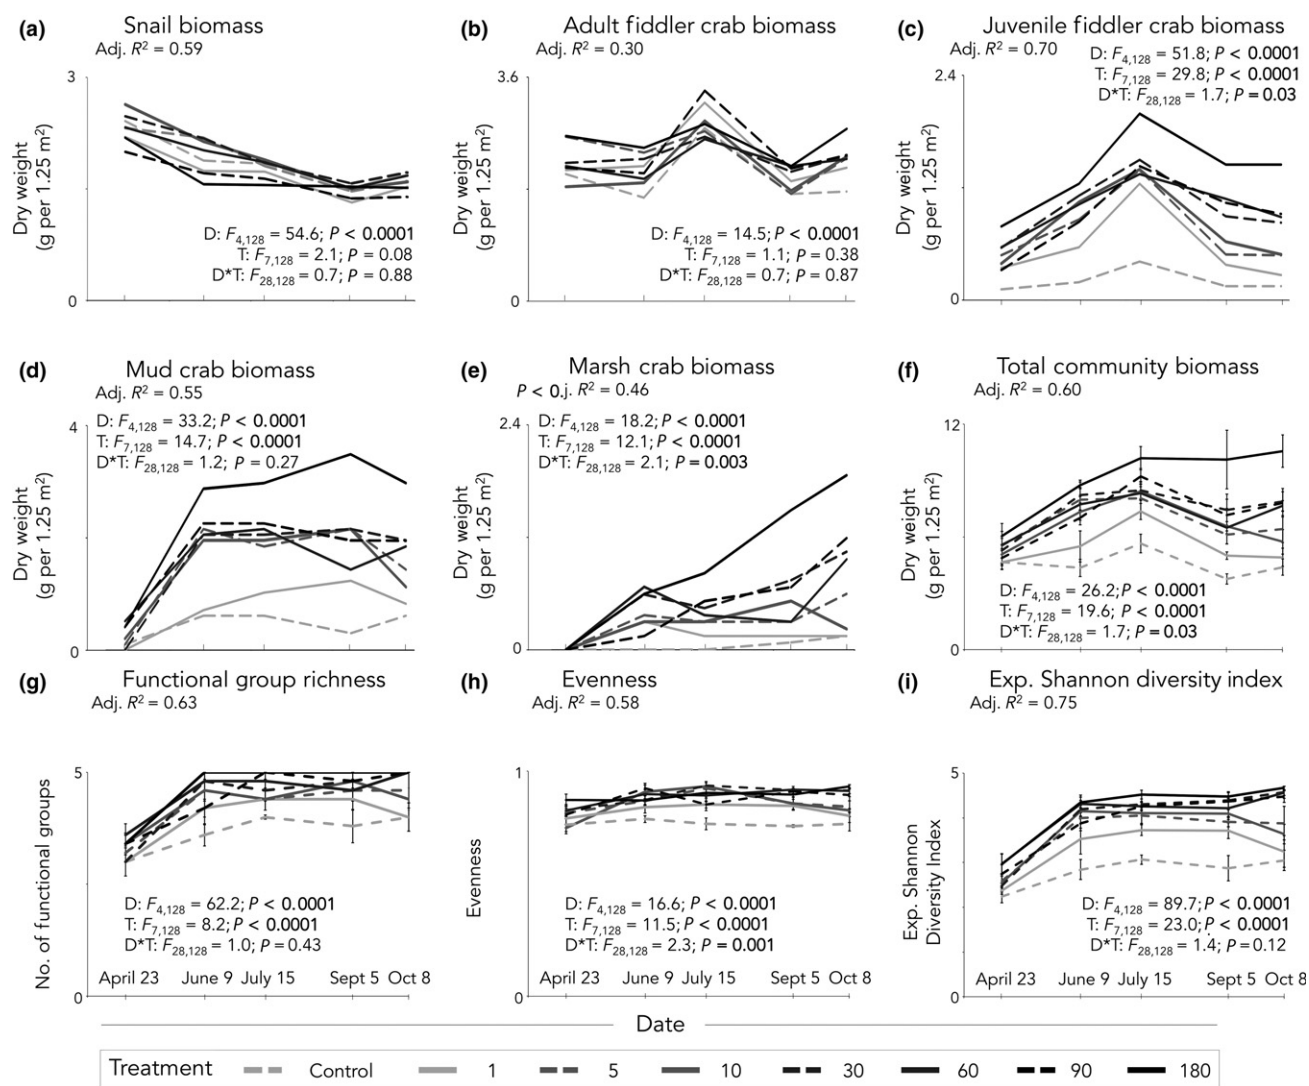 (a) Snail biomass
Adj. R² = 0.59
3
Dry weight
(g per 1.25 m²)
D: F4,128 = 54.6; P < 0.0001
T: F7,128 = 2.1; P = 0.08
D*T: F28,128 = 0.7; P = 0.88
0
(b) Adult fiddler crab biomass
Adj. R² = 0.30
3.6
Dry weight
(g per 1.25 m²)
D: F4,128 = 14.5; P < 0.0001
T: F7,128 = 1.1; P = 0.38
D*T: F28,128 = 0.7; P = 0.87
0
(c) Juvenile fiddler crab biomass
Adj. R² = 0.70
D: F4,128 = 51.8; P < 0.0001
T: F7,128 = 29.8; P < 0.0001
D*T: F28,128 = 1.7; P = 0.03
2.4
Dry weight
(g per 1.25 m²)
0
(d) Mud crab biomass
Adj. R² = 0.55
D: F4,128 = 33.2; P < 0.0001
T: F7,128 = 14.7; P < 0.0001
D*T: F28,128 = 1.2; P = 0.27
4
Dry weight
(g per 1.25 m²)
0
(e) Marsh crab biomass
P < 0.j. R² = 0.46
D: F4,128 = 18.2; P < 0.0001
T: F7,128 = 12.1; P < 0.0001
D*T: F28,128 = 2.1; P = 0.003
2.4
Dry weight
(g per 1.25 m²)
0
(f) Total community biomass
Adj. R² = 0.60
12
Dry weight
(g per 1.25 m²)
D: F4,128 = 26.2; P < 0.0001
T: F7,128 = 19.6; P < 0.0001
D*T: F28,128 = 1.7; P = 0.03
0
(g) Functional group richness
Adj. R² = 0.63
5
No. of functional groups
D: F4,128 = 62.2; P < 0.0001
T: F7,128 = 8.2; P < 0.0001
D*T: F28,128 = 1.0; P = 0.43
April 23 June 9 July 15 Sept 5 Oct 8
0
(h) Evenness
Adj. R² = 0.58
1
Evenness
D: F4,128 = 16.6; P < 0.0001
T: F7,128 = 11.5; P < 0.0001
D*T: F28,128 = 2.3; P = 0.001
April 23 June 9 July 15 Sept 5 Oct 8
0
(i) Exp. Shannon diversity index
Adj. R² = 0.75
5
Exp. Shannon
Diversity Index
D: F4,128 = 89.7; P < 0.0001
T: F7,128 = 23.0; P < 0.0001
D*T: F28,128 = 1.4; P = 0.12
April 23 June 9 July 15 Sept 5 Oct 8
0
Date
Treatment Control 1 5 10 30 60 90 180